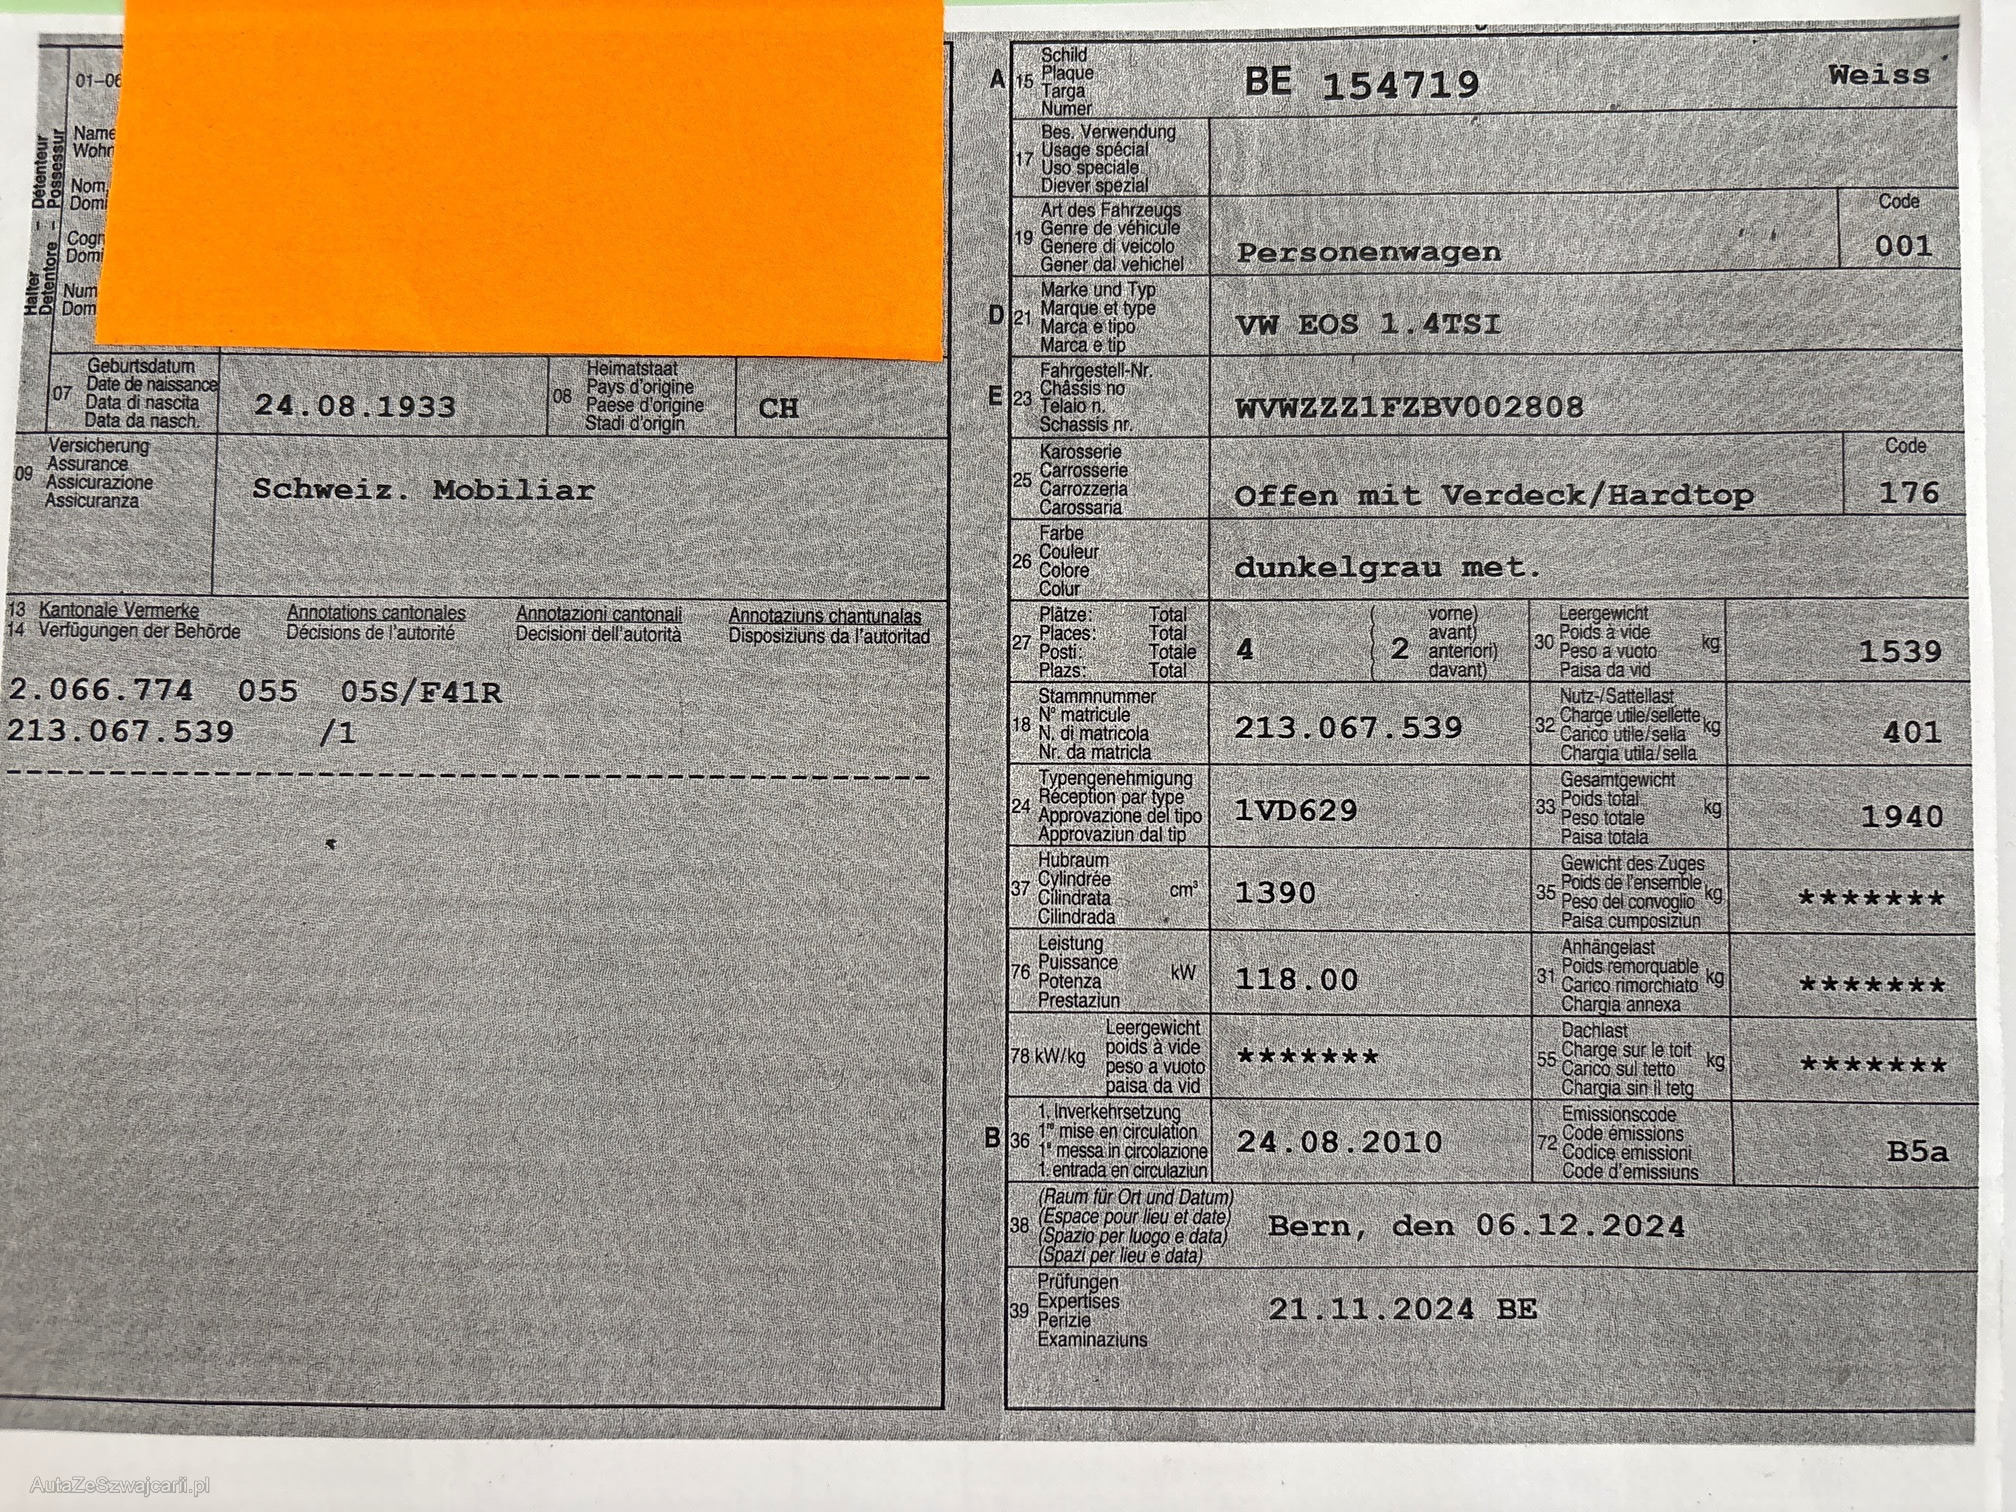 01-06
Halter – Détenteur
Detentore – Possessur
Name
Nom,
Num
07
Geburtsdatum
Date de naissance
Data di nascita
Data da nasch.
24.08.1933
08
Heimatstaat
Pays d'origine
Paese d'origine
Stadi d'origin
CH
09
Versicherung
Assurance
Assicurazione
Assicuranza
Schweiz. Mobiliar
13 Kantonale Vermerke Annotations cantonales Annotazioni cantonali Annotaziuns chantunalas
14 Verfügungen der Behörde Décisions de l'autorité Decisioni dell'autorità Disposiziuns da l'autoritad
2.066.774 055 05S/F41R
213.067.539 /1
A 15
Schild
Plaque
Targa
Numer
BE 154719 Weiss
17
Bes. Verwendung
Usage spécial
Uso speciale
Diever spezial
19
Art des Fahrzeugs
Genre de véhicule
Genere di veicolo
Gener dal vehichel
Personenwagen
Code
001
D 21
Marke und Typ
Marque et type
Marca e tipo
Marca e tip
VW EOS 1.4TSI
E 23
Fahrgestell-Nr.
Châssis no
Telaio n.
Schassis nr.
WVWZZZ1FZBV002808
25
Karosserie
Carrosserie
Carrozzeria
Carossaria
Offen mit Verdeck/Hardtop
Code
176
26
Farbe
Couleur
Colore
Colur
dunkelgrau met.
27
Plätze: Total
Places: Total
Posti: Totale
Plazs: Total
4
2
vorne)
avant)
anteriori)
davant)
30
Leergewicht
Poids à vide
Peso a vuoto
Paisa da vid
kg
1539
18
Stammnummer
N° matricule
N. di matricola
Nr. da matricla
213.067.539
32
Nutz-/Sattellast
Charge utile/sellette
Carico utile/sella
Chargia utila/sella
kg
401
24
Typengenehmigung
Réception par type
Approvazione del tipo
Approvaziun dal tip
1VD629
33
Gesamtgewicht
Poids total
Peso totale
Paisa totala
kg
1940
37
Hubraum
Cylindrée
Cilindrata
Cilindrada
cm³
1390
35
Gewicht des Zuges
Poids de l'ensemble
Peso del convoglio
Paisa cumposiziun
kg
*******
76
Leistung
Puissance
Potenza
Prestaziun
kW
118.00
31
Anhängelast
Poids remorquable
Carico rimorchiato
Chargia annexa
kg
*******
78 kW/kg
Leergewicht
poids à vide
peso a vuoto
paisa da vid
*******
55
Dachlast
Charge sur le toit
Carico sul tetto
Chargia sin il tetg
kg
*******
B 36
1. Inverkehrsetzung
1re mise en circulation
1a messa in circolazione
1. entrada en circulaziun
24.08.2010
72
Emissionscode
Code émissions
Codice emissioni
Code d'emissiuns
B5a
38
(Raum für Ort und Datum)
(Espace pour lieu et date)
(Spazio per luogo e data)
(Spazi per lieu e data)
Bern, den 06.12.2024
39
Prüfungen
Expertises
Perizie
Examinaziuns
21.11.2024 BE
AutaZeSzwajcarii.pl